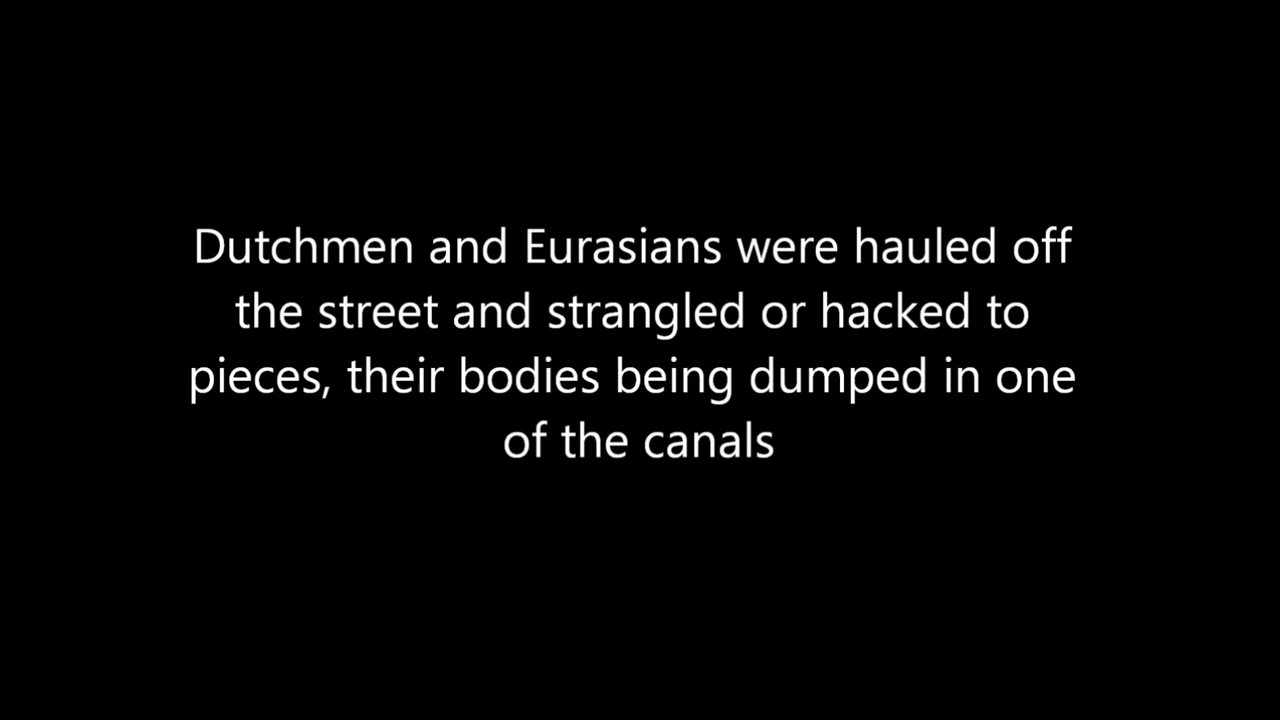 Dutchmen and Eurasians were hauled off
the street and strangled or hacked to
pieces, their bodies being dumped in one
of the canals